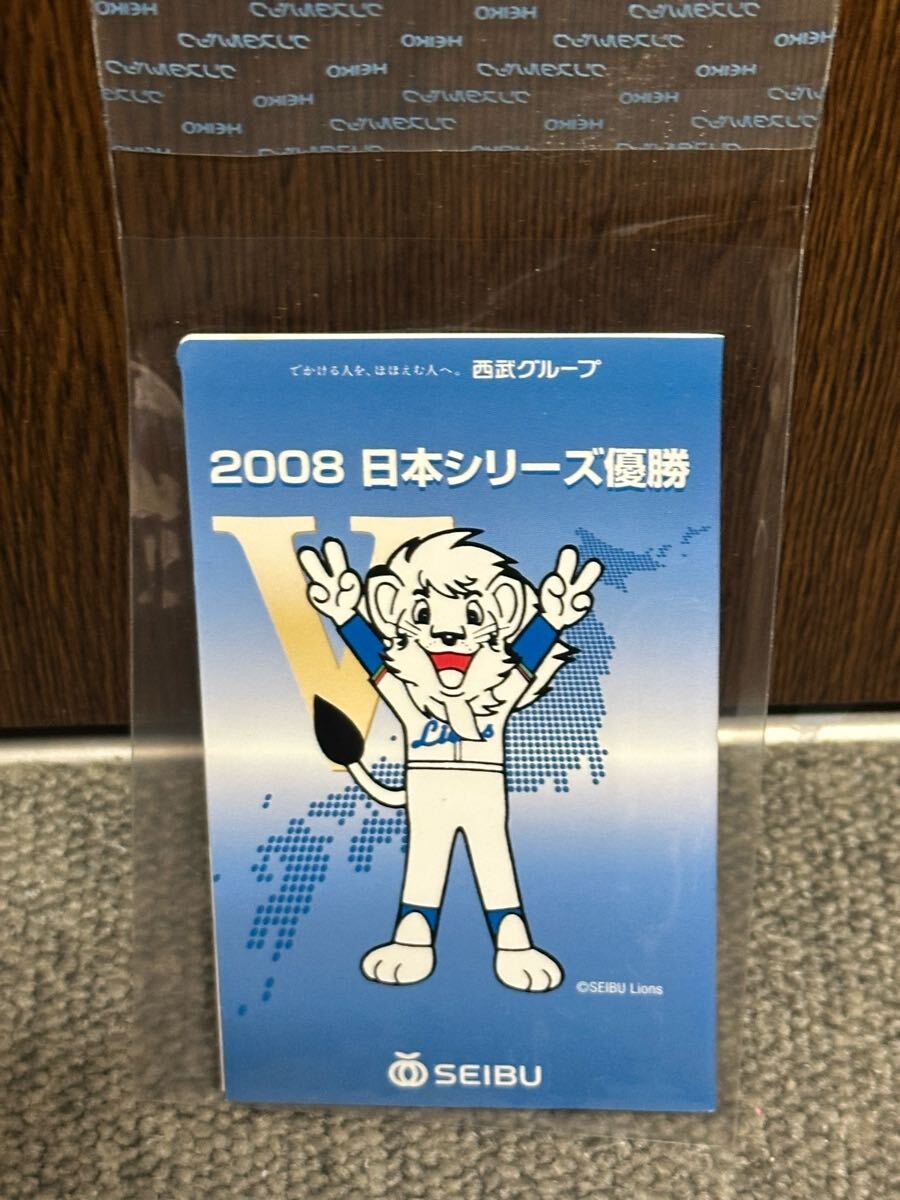 でかける人を、ほほえむ人へ。 西武グループ
2008 日本シリーズ優勝
V
Lions
©SEIBU Lions
SEIBU
HEIKO